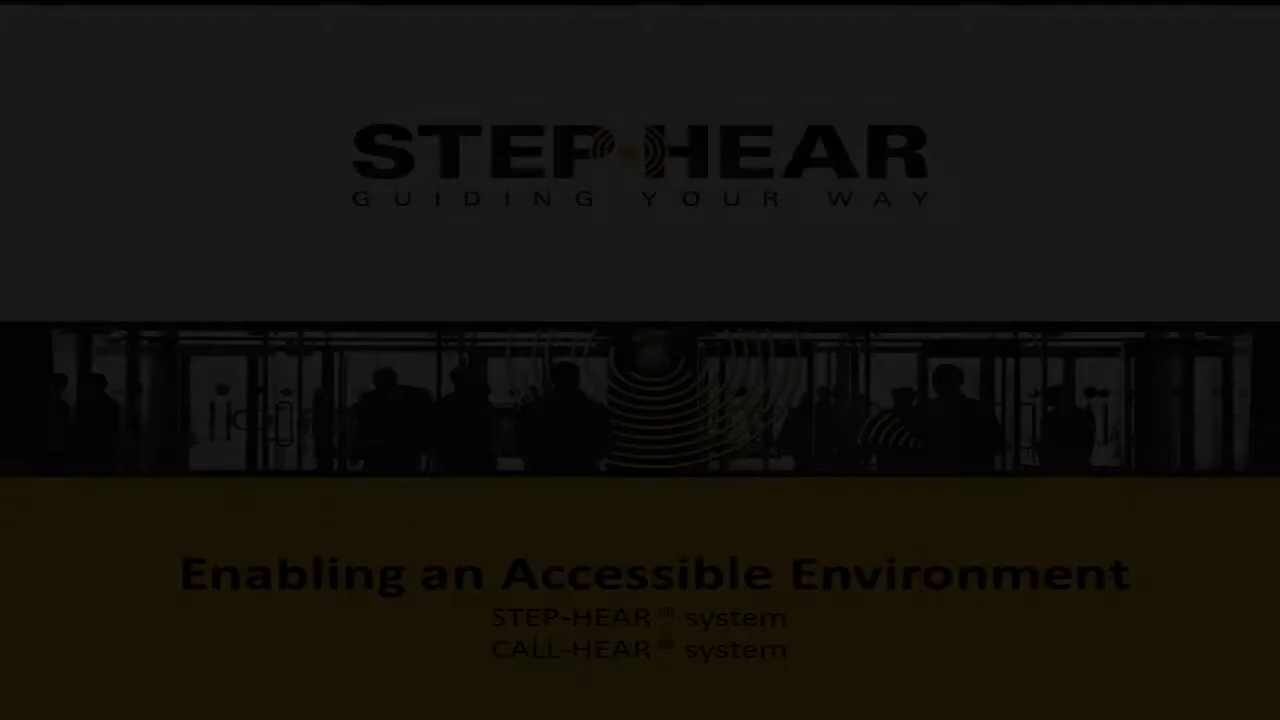 STEP-HEAR
GUIDING YOUR WAY
Enabling an Accessible Environment
STEP-HEAR® system
CALL-HEAR® system